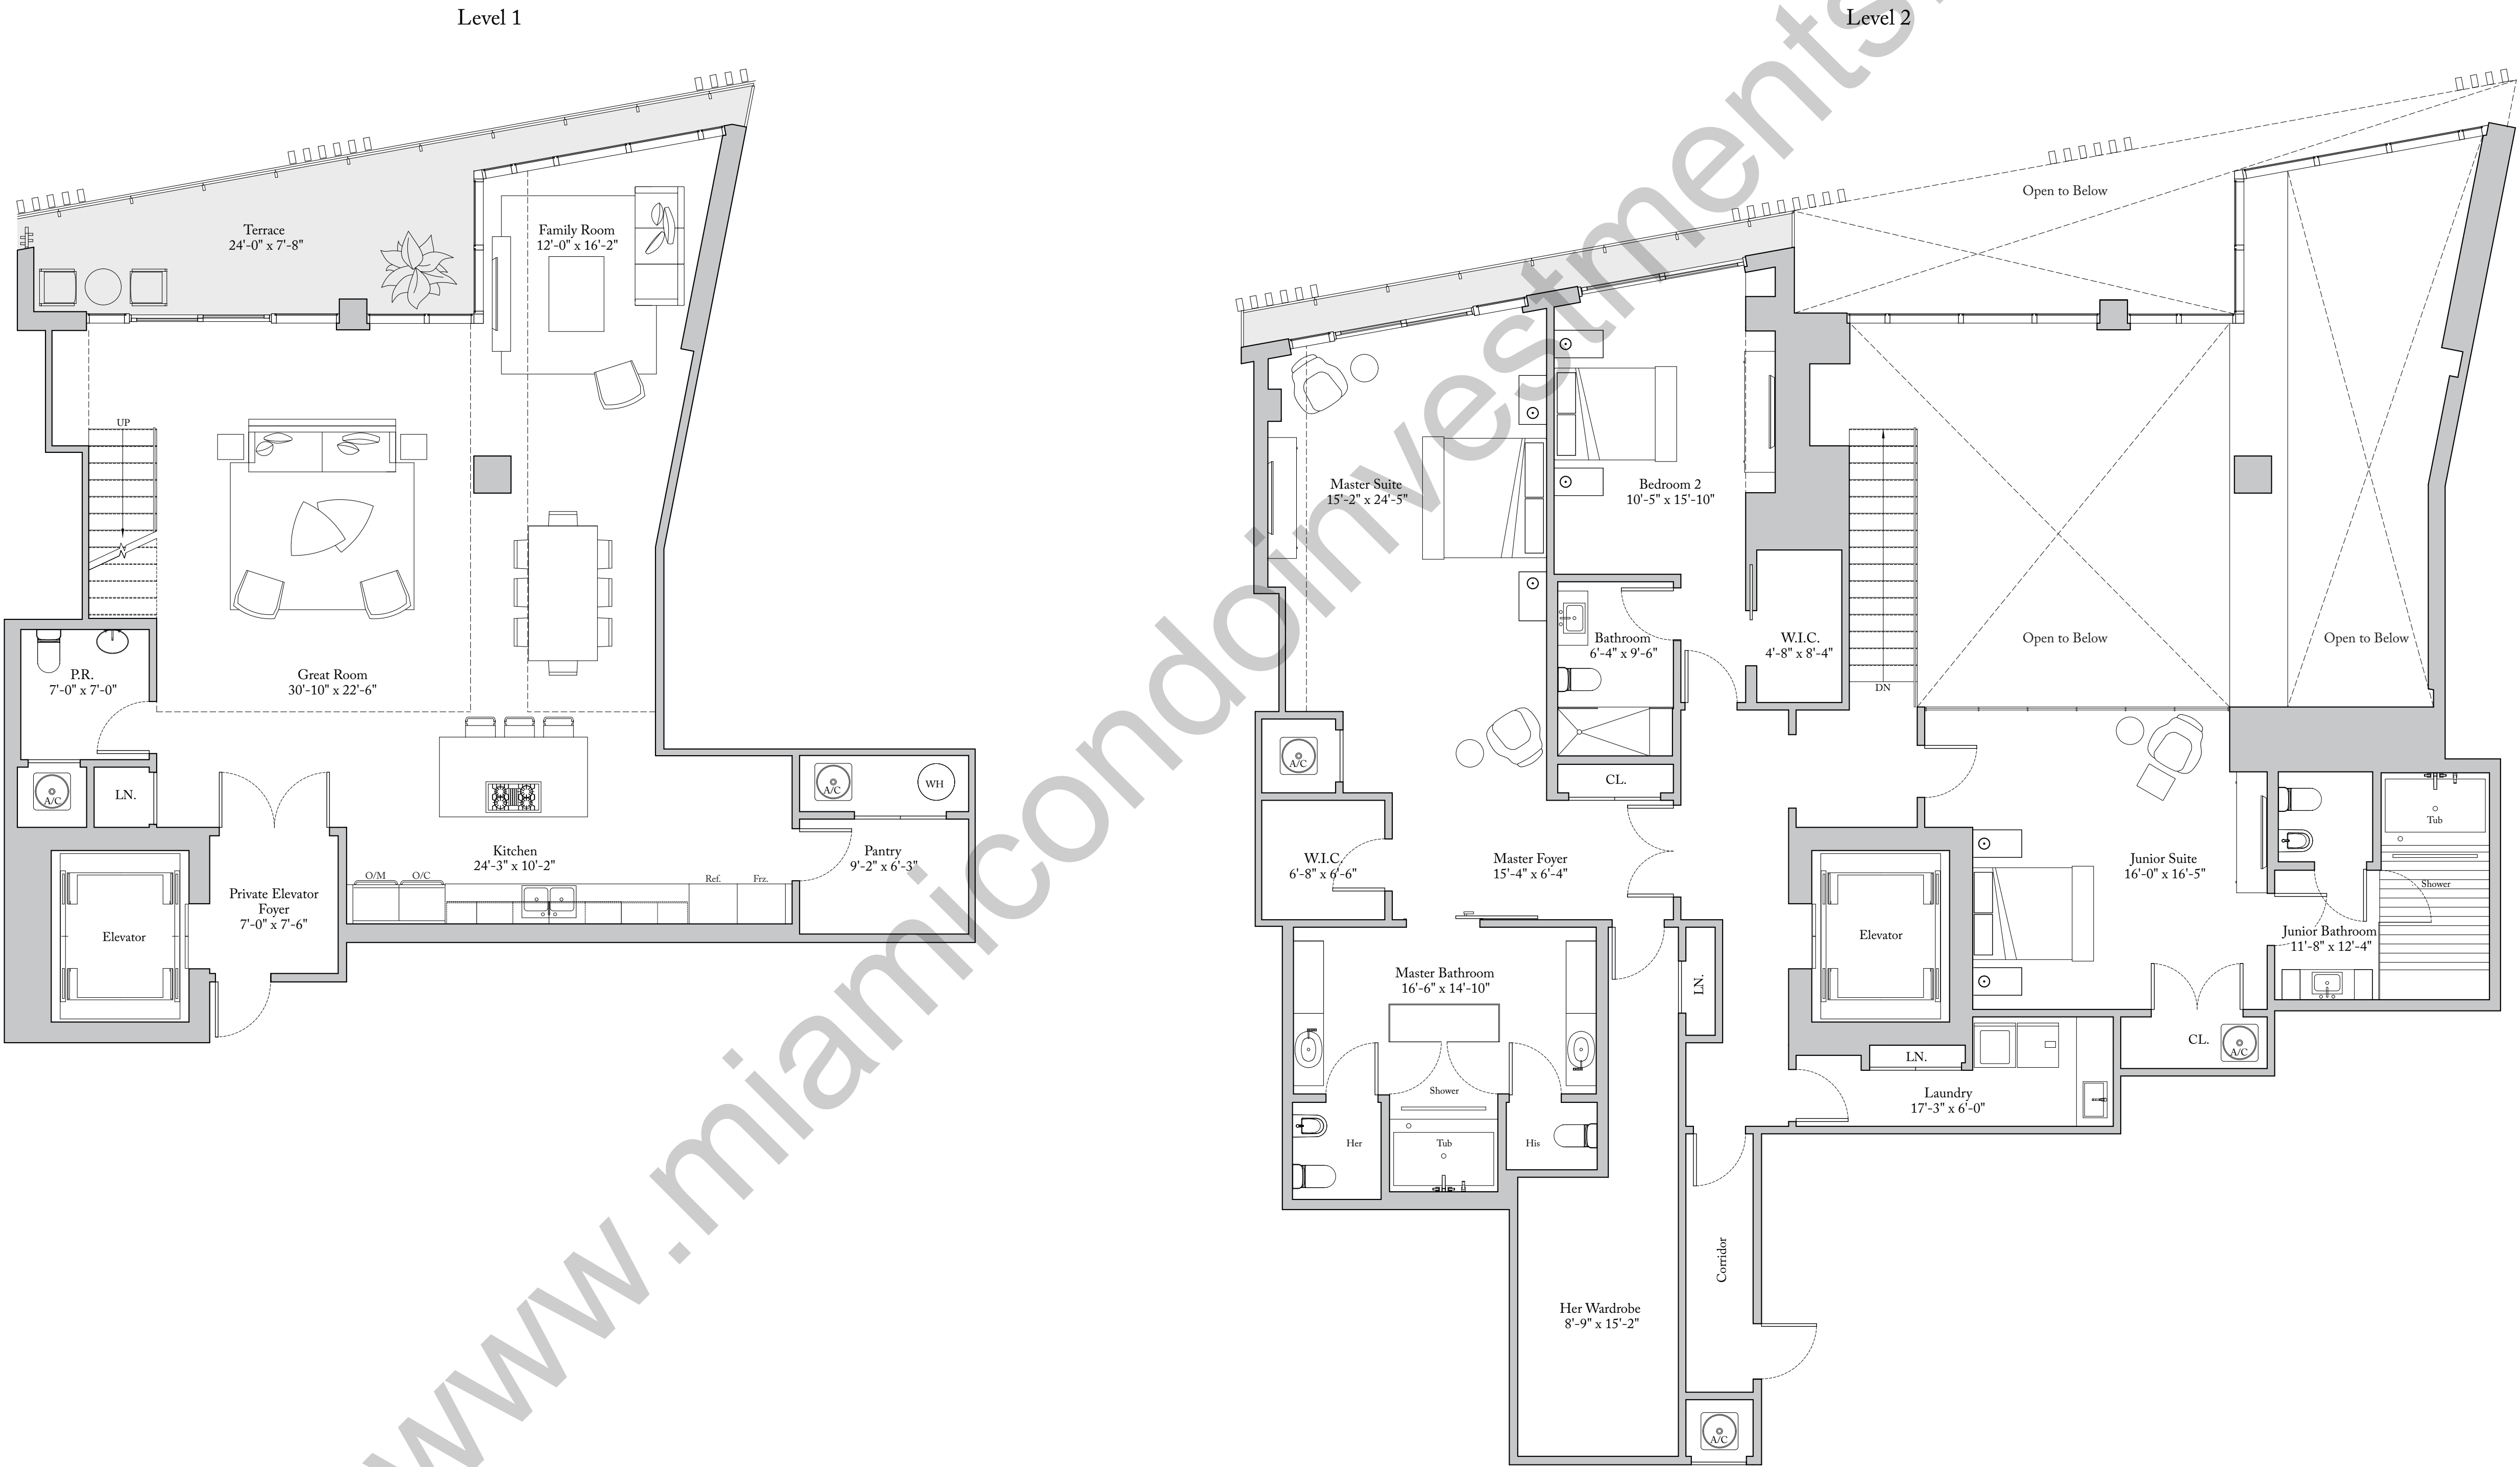 Level 1
Terrace
24'-0" x 7'-8"
Family Room
12'-0" x 16'-2"
UP
Great Room
30'-10" x 22'-6"
P.R.
7'-0" x 7'-0"
A/C
LN.
A/C
WH
Kitchen
24'-3" x 10'-2"
O/M
O/C
Ref.
Frz.
Pantry
9'-2" x 6'-3"
Private Elevator
Foyer
7'-0" x 7'-6"
Elevator
Level 2
Open to Below
Master Suite
15'-2" x 24'-5"
Bedroom 2
10'-5" x 15'-10"
Bathroom
6'-4" x 9'-6"
W.I.C.
4'-8" x 8'-4"
Open to Below
Open to Below
DN
A/C
CL.
W.I.C.
6'-8" x 6'-6"
Master Foyer
15'-4" x 6'-4"
Junior Suite
16'-0" x 16'-5"
Tub
Shower
Elevator
Junior Bathroom
11'-8" x 12'-4"
Master Bathroom
16'-6" x 14'-10"
LN.
CL.
A/C
LN.
Shower
Laundry
17'-3" x 6'-0"
Her
Tub
His
Corridor
Her Wardrobe
8'-9" x 15'-2"
A/C
www.miamicondoinvestments.